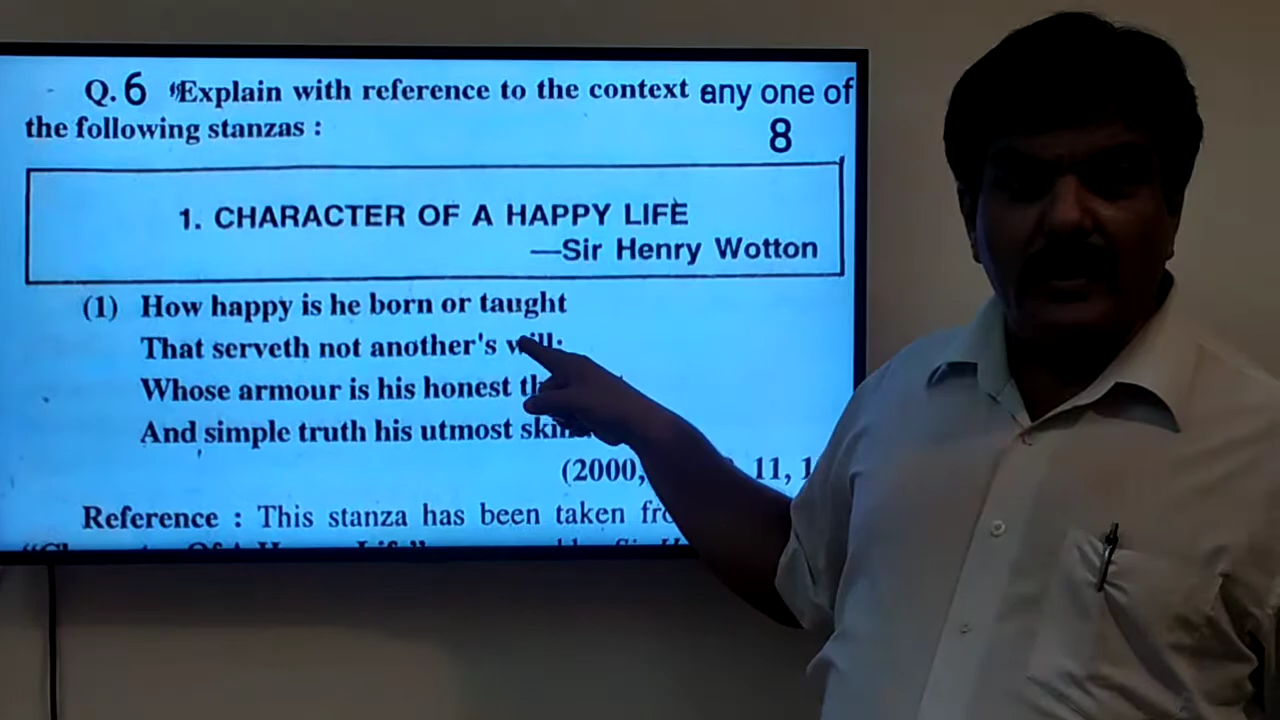 Q. 6 "Explain with reference to the context any one of
the following stanzas : 8
1. CHARACTER OF A HAPPY LIFE
—Sir Henry Wotton
(1) How happy is he born or taught
That serveth not another's will;
Whose armour is his honest
And simple truth his utmost
(2000, 11,
Reference : This stanza has been taken